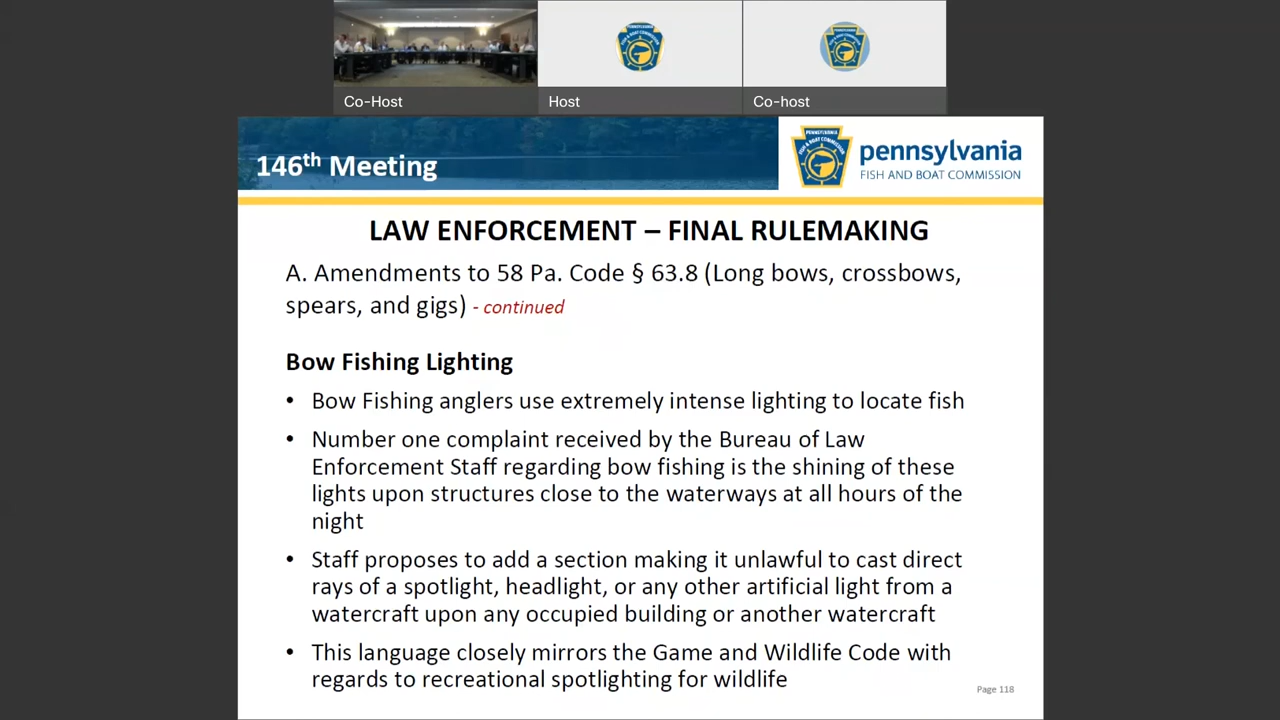 Co-Host
Host
Co-host
146th Meeting
pennsylvania
FISH AND BOAT COMMISSION
LAW ENFORCEMENT – FINAL RULEMAKING
A. Amendments to 58 Pa. Code § 63.8 (Long bows, crossbows,
spears, and gigs) - continued
Bow Fishing Lighting
• Bow Fishing anglers use extremely intense lighting to locate fish
• Number one complaint received by the Bureau of Law
Enforcement Staff regarding bow fishing is the shining of these
lights upon structures close to the waterways at all hours of the
night
• Staff proposes to add a section making it unlawful to cast direct
rays of a spotlight, headlight, or any other artificial light from a
watercraft upon any occupied building or another watercraft
• This language closely mirrors the Game and Wildlife Code with
regards to recreational spotlighting for wildlife
Page 118